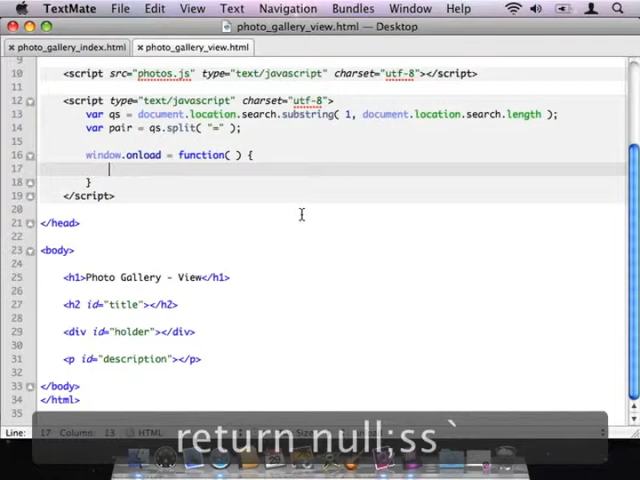 TextMate File Edit View Text Navigation Bundles Window Help
photo_gallery_view.html — Desktop
photo_gallery_index.html photo_gallery_view.html
9
10 <script src="photos.js" type="text/javascript" charset="utf-8"></script>
11
12 <script type="text/javascript" charset="utf-8">
13 var qs = document.location.search.substring( 1, document.location.search.length );
14 var pair = qs.split( "=" );
15
16 window.onload = function( ) {
17
18 }
19 </script>
20
21 </head>
22
23 <body>
24
25 <h1>Photo Gallery - View</h1>
26
27 <h2 id="title"></h2>
28
29 <div id="holder"></div>
30
31 <p id="description"></p>
32
33 </body>
34 </html>
35
Line: 17 Column: 13 HTML
return null;ss `